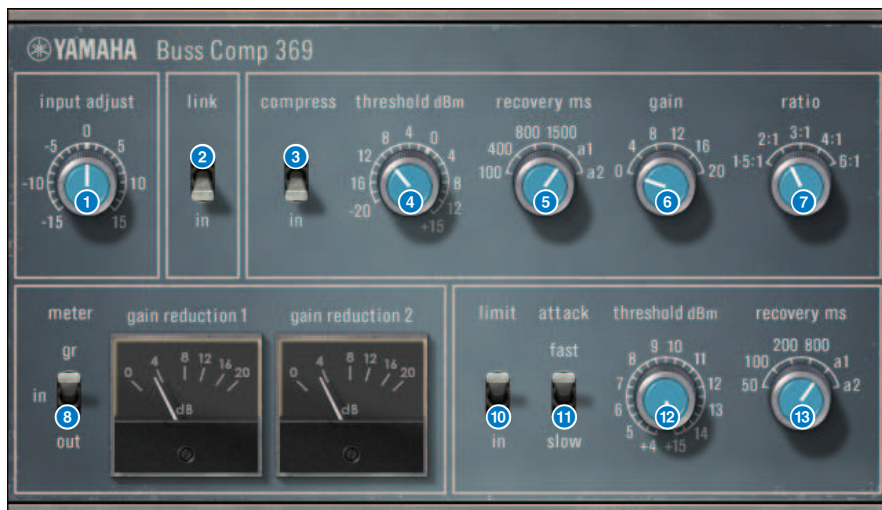 YAMAHA Buss Comp 369
input adjust
-15 -10 -5 0 5 10 15
1
link
2
in
compress
3
in
threshold dBm
-20 16 12 8 4 0 4 8 12 +15
4
recovery ms
100 400 800 1500 a1 a2
5
gain
0 4 8 12 16 20
6
ratio
1·5:1 2:1 3:1 4:1 6:1
7
meter
gr
in
8
out
gain reduction 1
0 4 8 12 16 20
dB
gain reduction 2
0 4 8 12 16 20
dB
limit
10
in
attack
fast
11
slow
threshold dBm
+4 5 6 7 8 9 10 11 12 13 14 +15
12
recovery ms
50 100 200 800 a1 a2
13